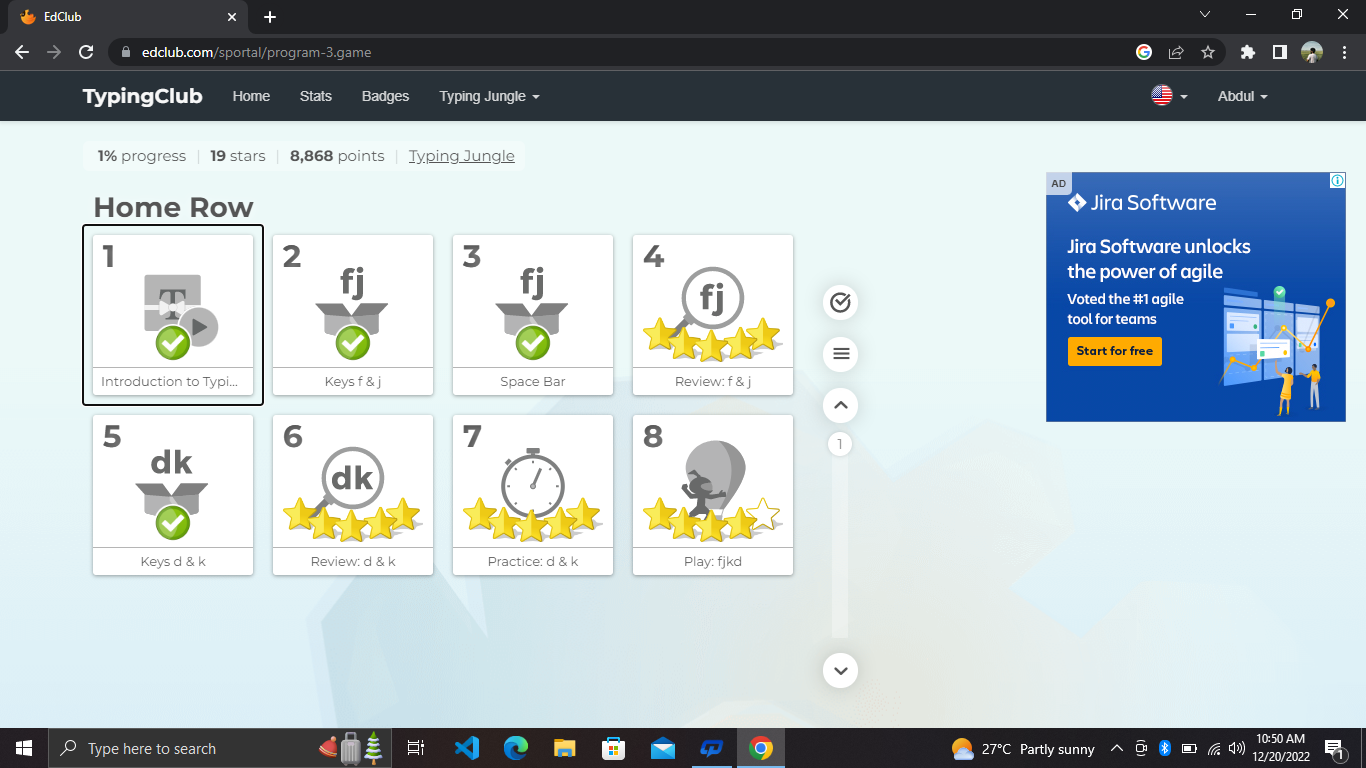 EdClub
edclub.com/sportal/program-3.game
TypingClub Home Stats Badges Typing Jungle Abdul
1% progress | 19 stars | 8,868 points | Typing Jungle
Home Row
1
T
Introduction to Typi...
2
fj
Keys f & j
3
fj
Space Bar
4
fj
Review: f & j
5
dk
Keys d & k
6
dk
Review: d & k
7
Practice: d & k
8
Play: fjkd
1
AD
Jira Software
Jira Software unlocks
the power of agile
Voted the #1 agile
tool for teams
Start for free
Type here to search
27°C Partly sunny
10:50 AM
12/20/2022
1